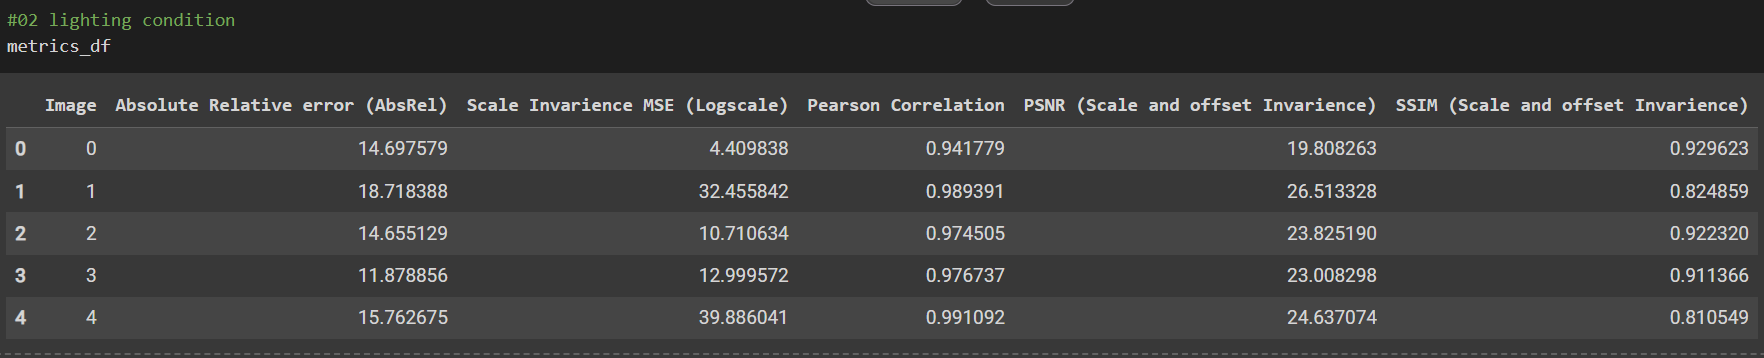 #02 lighting condition
metrics_df
Image Absolute Relative error (AbsRel) Scale Invarience MSE (Logscale) Pearson Correlation PSNR (Scale and offset Invarience) SSIM (Scale and offset Invarience)
0 0 14.697579 4.409838 0.941779 19.808263 0.929623
1 1 18.718388 32.455842 0.989391 26.513328 0.824859
2 2 14.655129 10.710634 0.974505 23.825190 0.922320
3 3 11.878856 12.999572 0.976737 23.008298 0.911366
4 4 15.762675 39.886041 0.991092 24.637074 0.810549